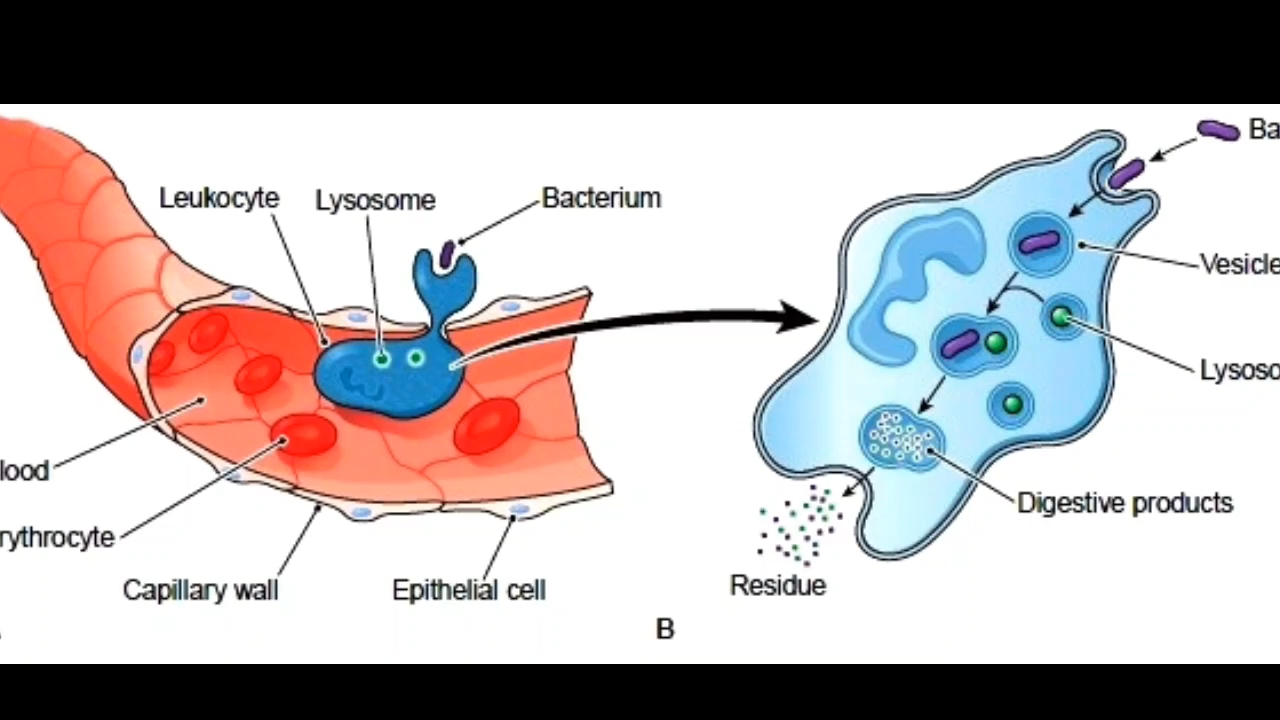 Leukocyte
Lysosome
Bacterium
lood
rythrocyte
Capillary wall
Epithelial cell
Ba
Vesicle
Lysoso
Digestive products
Residue
B